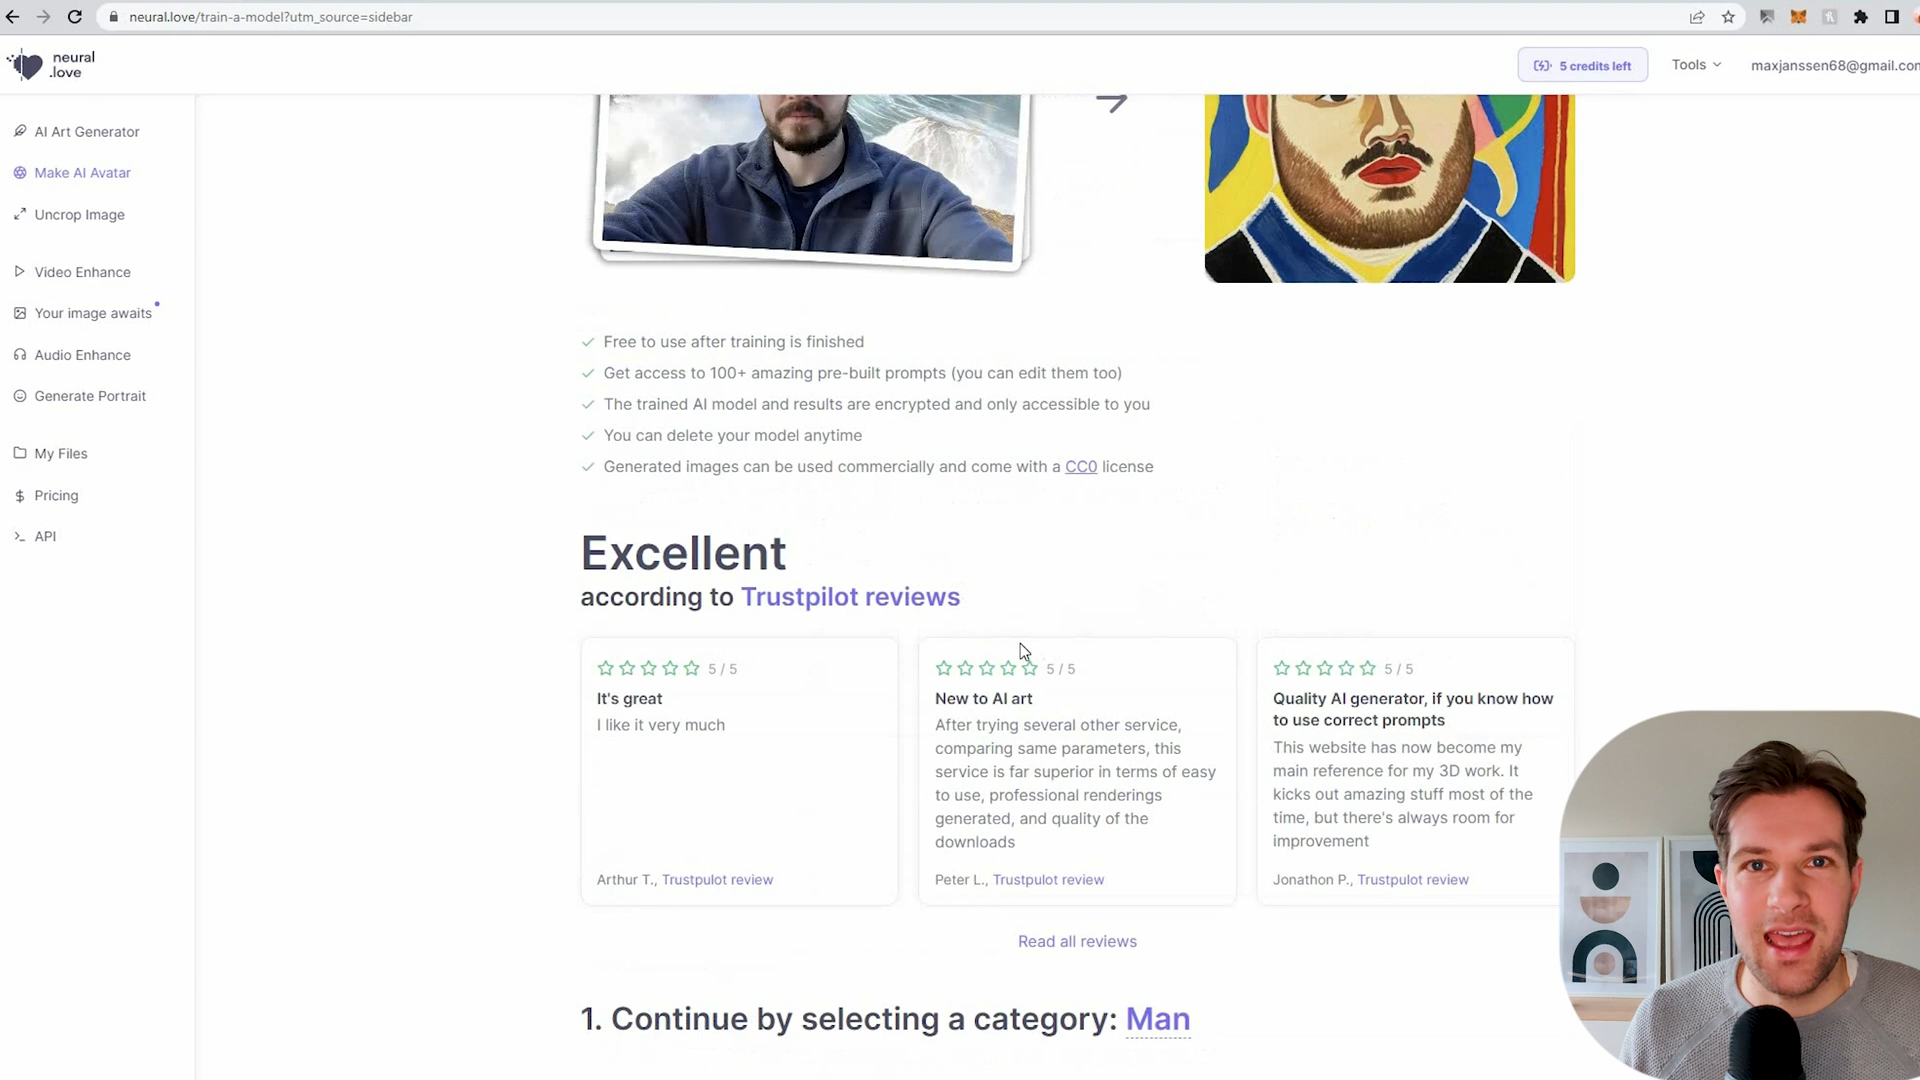 neural.love/train-a-model?utm_source=sidebar
neural
.love
5 credits left
Tools
maxjanssen68@gmail.con
AI Art Generator
Make AI Avatar
Uncrop Image
Video Enhance
Your image awaits
Audio Enhance
Generate Portrait
My Files
Pricing
API
Free to use after training is finished
Get access to 100+ amazing pre-built prompts (you can edit them too)
The trained AI model and results are encrypted and only accessible to you
You can delete your model anytime
Generated images can be used commercially and come with a CC0 license
Excellent
according to Trustpilot reviews
5 / 5
It's great
I like it very much
Arthur T., Trustpulot review
5 / 5
New to AI art
After trying several other service,
comparing same parameters, this
service is far superior in terms of easy
to use, professional renderings
generated, and quality of the
downloads
Peter L., Trustpulot review
5 / 5
Quality AI generator, if you know how
to use correct prompts
This website has now become my
main reference for my 3D work. It
kicks out amazing stuff most of the
time, but there's always room for
improvement
Jonathon P., Trustpulot review
Read all reviews
1. Continue by selecting a category: Man